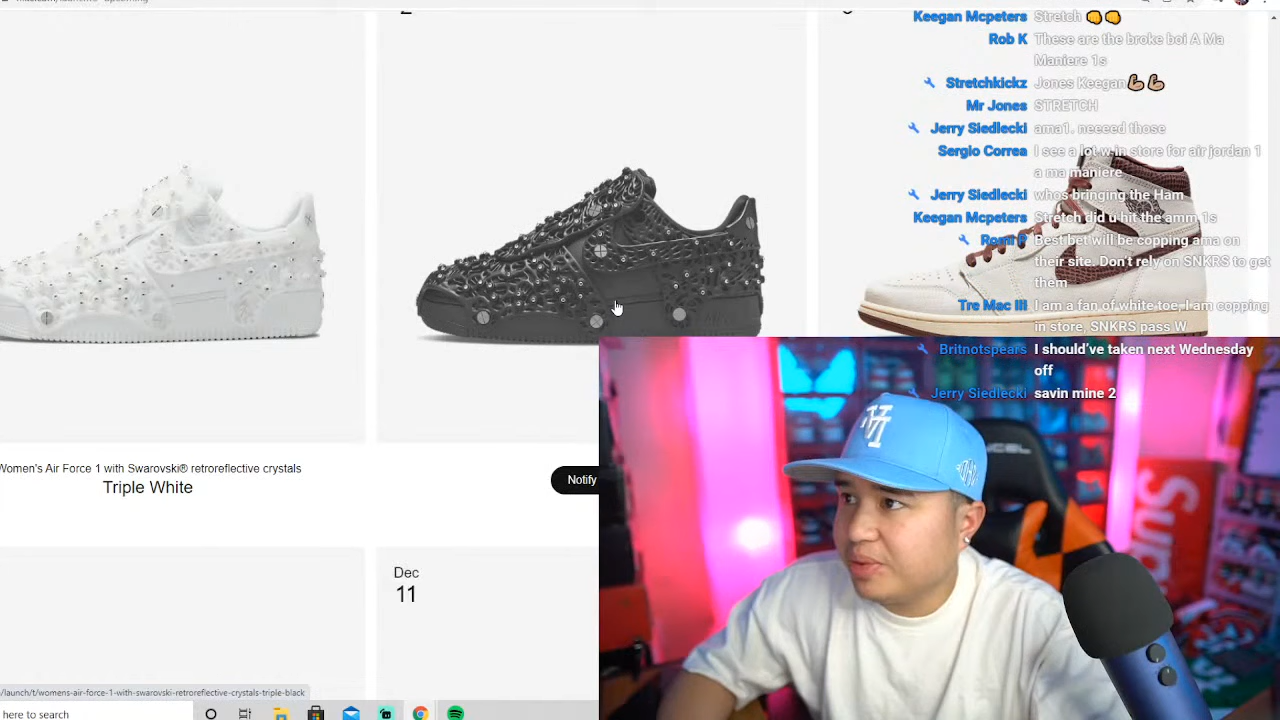 Keegan Mcpeters Stretch 👊👊
Rob K These are the broke boi A Ma
Maniere 1s
Stretchkickz Jones Keegan💪🏽💪🏽
Mr Jones STRETCH
Jerry Siedlecki ama1. neeeed those
Sergio Correa I see a lot w in store for air jordan 1
a ma maniere
Jerry Siedlecki whos bringing the Ham
Keegan Mcpeters Stretch did u hit the amm 1s
Romi P Best bet will be copping ama on
their site. Don't rely on SNKRS to get
them
Tre Mac III I am a fan of white toe, I am copping
in store, SNKRS pass W
Britnotspears I should've taken next Wednesday
off
Jerry Siedlecki savin mine 2
Women's Air Force 1 with Swarovski® retroreflective crystals
Triple White
Notify
Dec
11
/launch/t/womens-air-force-1-with-swarovski-retroreflective-crystals-triple-black
here to search